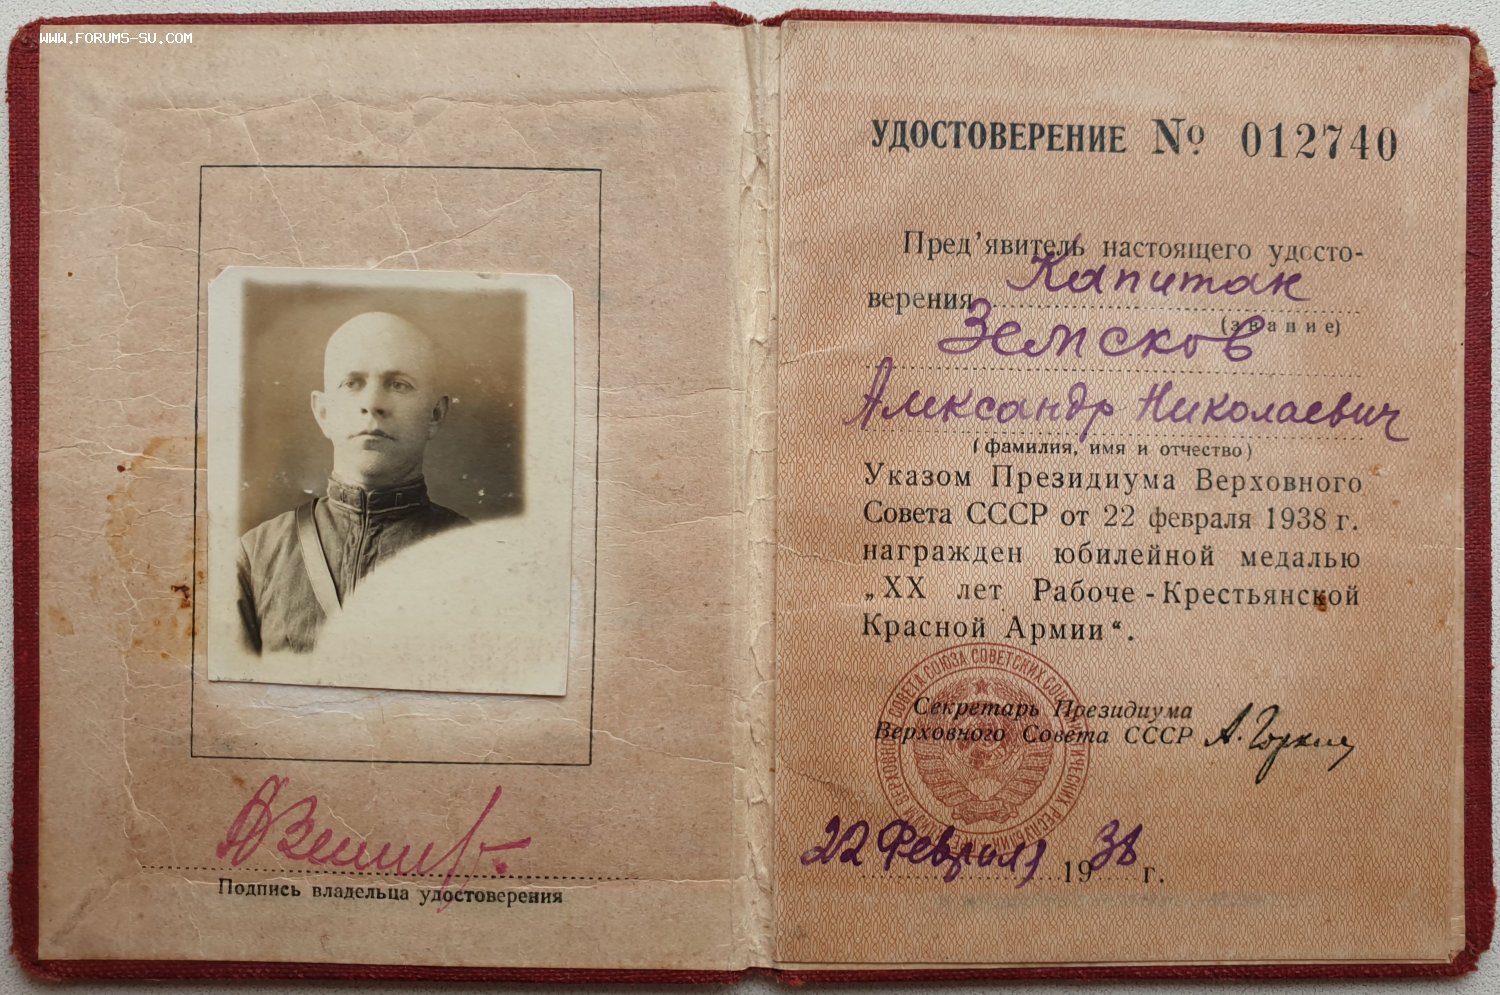 WWW.FORUMS-SU.COM
Подпись владельца удостоверения
УДОСТОВЕРЕНИЕ № 012740
Пред'явитель настоящего удосто-
верения Капитан
(звание)
Земсков
Александр Николаевич
(фамилия, имя и отчество)
Указом Президиума Верховного
Совета СССР от 22 февраля 1938 г.
награжден юбилейной медалью
„ХХ лет Рабоче-Крестьянской
Красной Армии“.
Секретарь Президиума
Верховного Совета СССР А. Горкин
22 Февраля 1938 г.